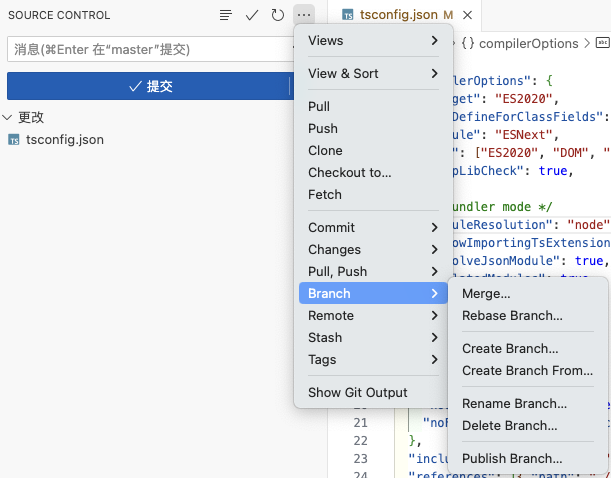 SOURCE CONTROL
消息(⌘Enter 在“master”提交)
提交
更改
tsconfig.json
Views
View & Sort
Pull
Push
Clone
Checkout to...
Fetch
Commit
Changes
Pull, Push
Branch
Remote
Stash
Tags
Show Git Output
Merge...
Rebase Branch...
Create Branch...
Create Branch From...
Rename Branch...
Delete Branch...
Publish Branch...
TS tsconfig.json M
compilerOptions
lerOptions": {
get": "ES2020",
DefineForClassFields":
ule": "ESNext",
": ["ES2020", "DOM", "
pLibCheck": true,
undler mode */
uleResolution": "node"
owImportingTsExtension
olveJsonModule": true,
21 "noF
22 },
23 "inclu
24 "references": [{ "path": "